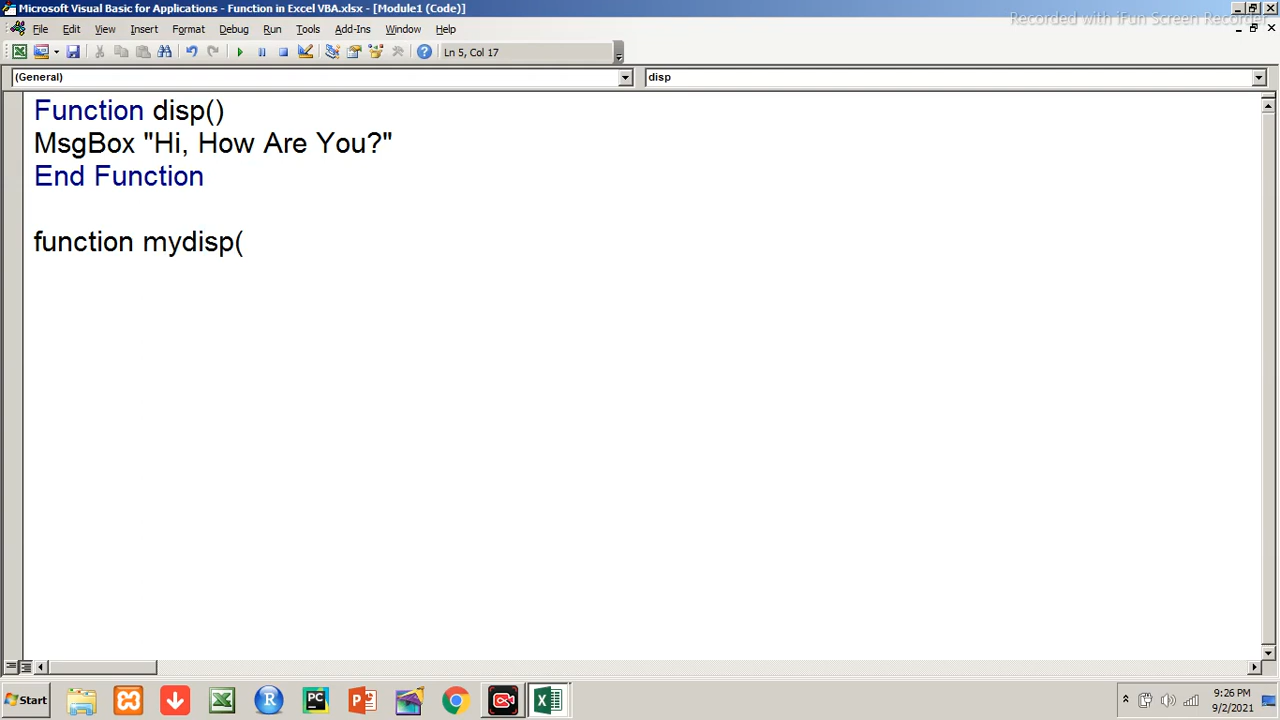 Microsoft Visual Basic for Applications - Function in Excel VBA.xlsx - [Module1 (Code)]
Recorded with iFun Screen Recorder
File Edit View Insert Format Debug Run Tools Add-Ins Window Help
Ln 5, Col 17
(General) disp
Function disp()
MsgBox "Hi, How Are You?"
End Function
function mydisp(
Start PC 9:26 PM
9/2/2021